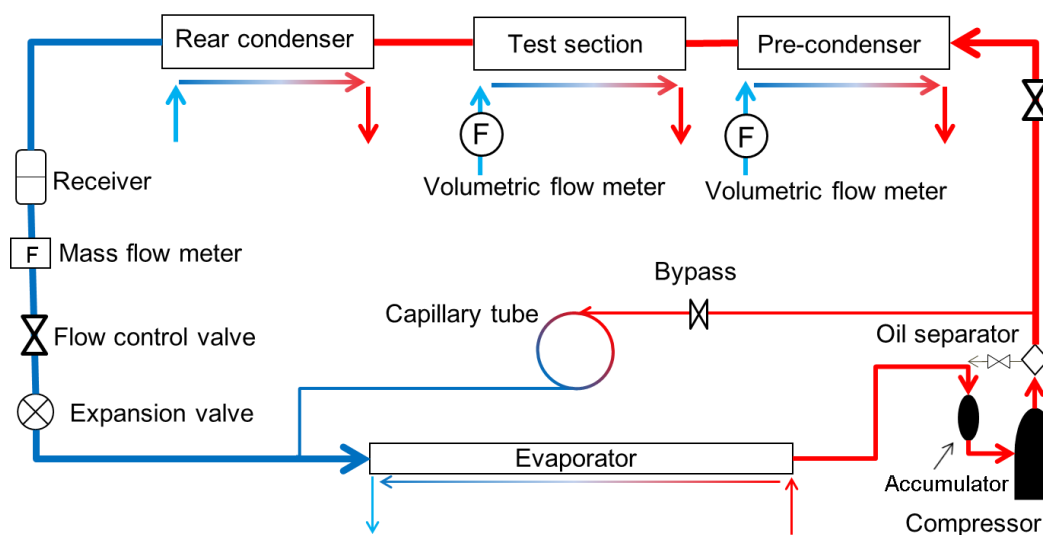 Rear condenser
Test section
Pre-condenser
F
F
Receiver
Volumetric flow meter
Volumetric flow meter
F
Mass flow meter
Bypass
Capillary tube
Flow control valve
Oil separator
Expansion valve
Evaporator
Accumulator
Compressor